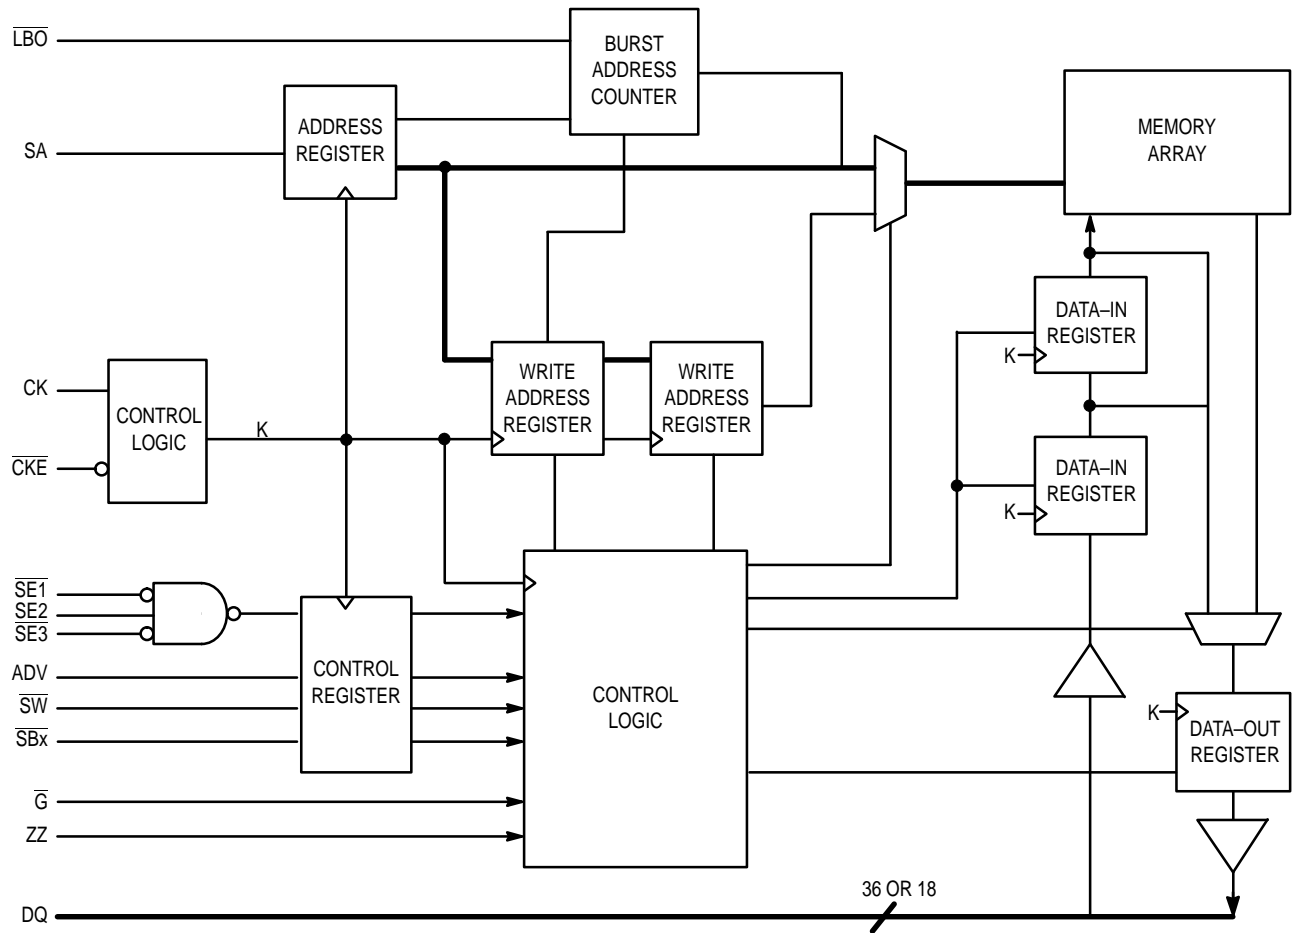 LBO
BURST
ADDRESS
COUNTER
ADDRESS
REGISTER
SA
MEMORY
ARRAY
DATA–IN
REGISTER
K
WRITE
ADDRESS
REGISTER
WRITE
ADDRESS
REGISTER
CK
CONTROL
LOGIC
K
CKE
DATA–IN
REGISTER
K
SE1
SE2
SE3
ADV
SW
SBx
CONTROL
REGISTER
CONTROL
LOGIC
K
DATA–OUT
REGISTER
G
ZZ
36 OR 18
DQ